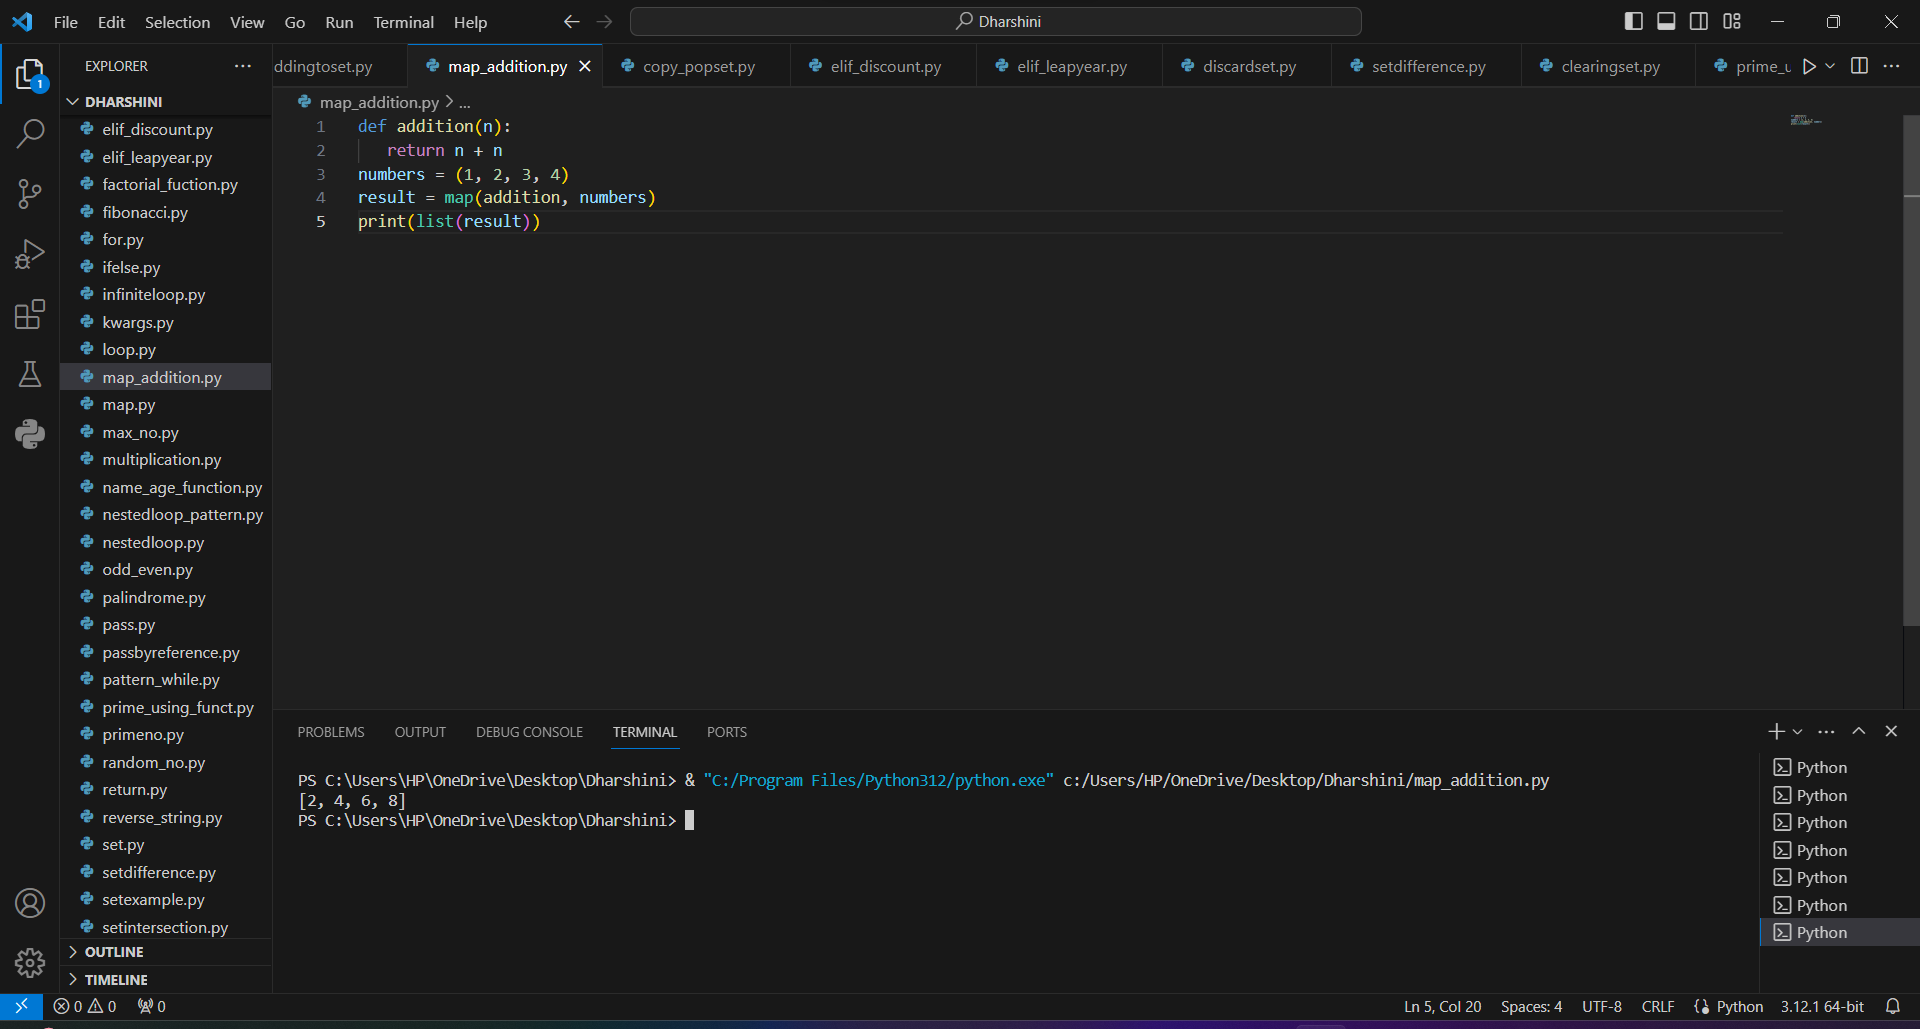 File Edit Selection View Go Run Terminal Help
Dharshini
EXPLORER
ddingtoset.py
map_addition.py
copy_popset.py
elif_discount.py
elif_leapyear.py
discardset.py
setdifference.py
clearingset.py
prime_u
1
DHARSHINI
elif_discount.py
elif_leapyear.py
factorial_fuction.py
fibonacci.py
for.py
ifelse.py
infiniteloop.py
kwargs.py
loop.py
map_addition.py
map.py
max_no.py
multiplication.py
name_age_function.py
nestedloop_pattern.py
nestedloop.py
odd_even.py
palindrome.py
pass.py
passbyreference.py
pattern_while.py
prime_using_funct.py
primeno.py
random_no.py
return.py
reverse_string.py
set.py
setdifference.py
setexample.py
setintersection.py
OUTLINE
TIMELINE
map_addition.py > ...
1 def addition(n):
2 return n + n
3 numbers = (1, 2, 3, 4)
4 result = map(addition, numbers)
5 print(list(result))
PROBLEMS OUTPUT DEBUG CONSOLE TERMINAL PORTS
PS C:\Users\HP\OneDrive\Desktop\Dharshini> & "C:/Program Files/Python312/python.exe" c:/Users/HP/OneDrive/Desktop/Dharshini/map_addition.py
[2, 4, 6, 8]
PS C:\Users\HP\OneDrive\Desktop\Dharshini>
Python
Python
Python
Python
Python
Python
Python
0 0 0
Ln 5, Col 20 Spaces: 4 UTF-8 CRLF Python 3.12.1 64-bit